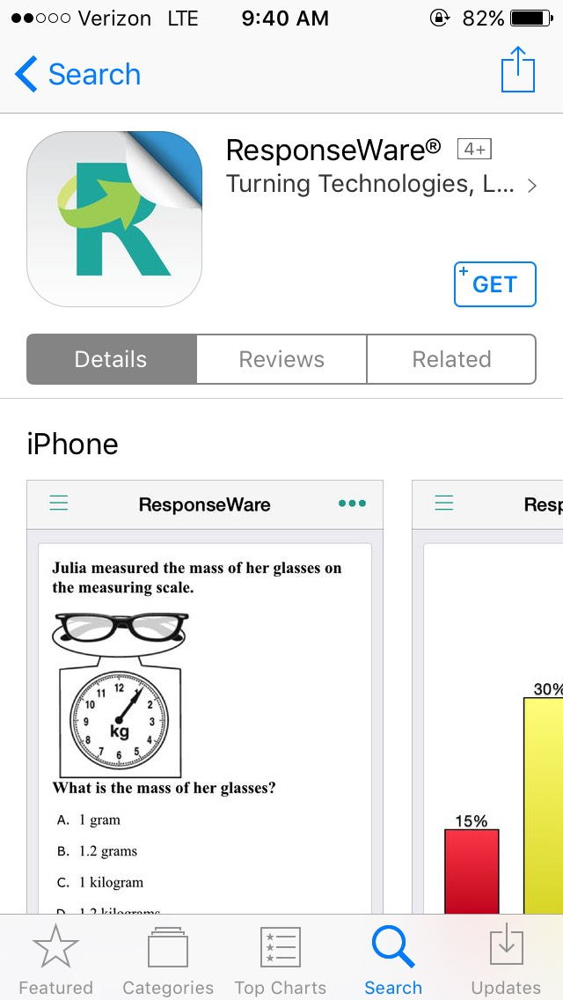 Verizon LTE 9:40 AM 82%
Search
ResponseWare® 4+
Turning Technologies, L...
+ GET
Details Reviews Related
iPhone
ResponseWare
Julia measured the mass of her glasses on
the measuring scale.
12
11
10 2
9 3
8 4
7 6 5
kg
What is the mass of her glasses?
A. 1 gram
B. 1.2 grams
C. 1 kilogram
D. 1.2 kilograms
Resp
30%
15%
Featured Categories Top Charts Search Updates